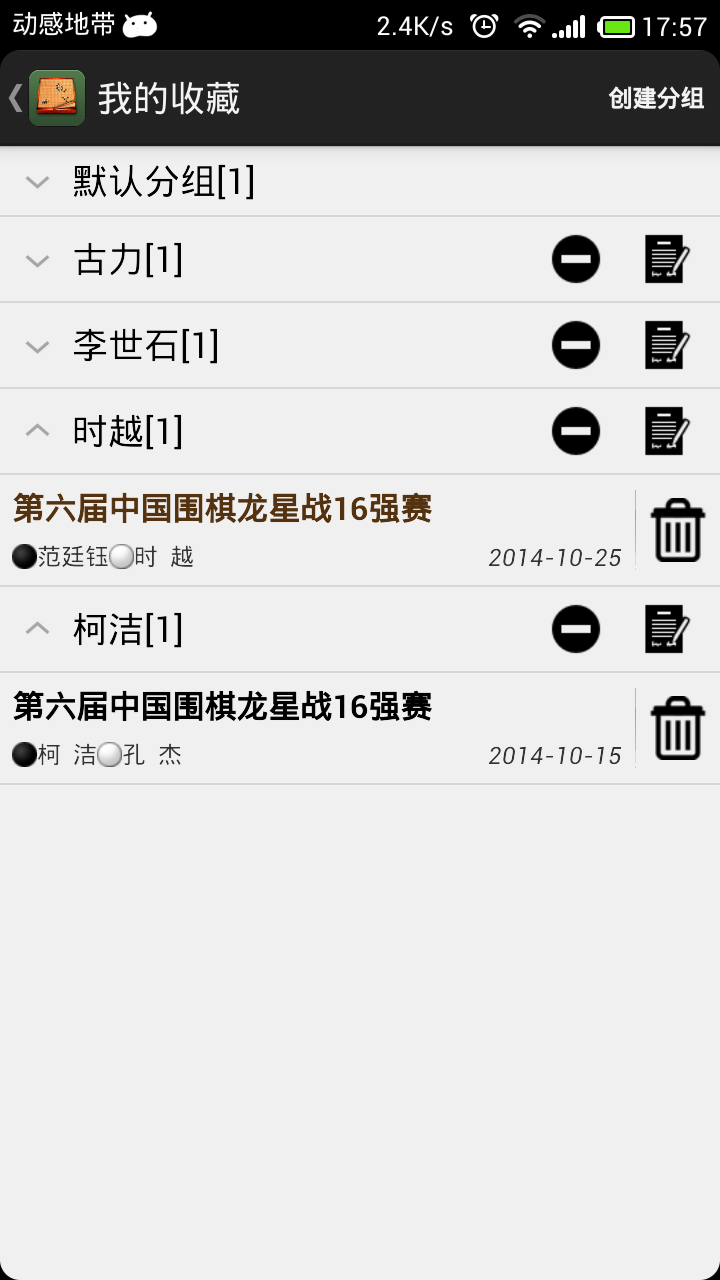 动感地带 2.4K/s 17:57
我的收藏 创建分组
默认分组[1]
古力[1]
李世石[1]
时越[1]
第六届中国围棋龙星战16强赛
范廷钰 时 越 2014-10-25
柯洁[1]
第六届中国围棋龙星战16强赛
柯 洁 孔 杰 2014-10-15